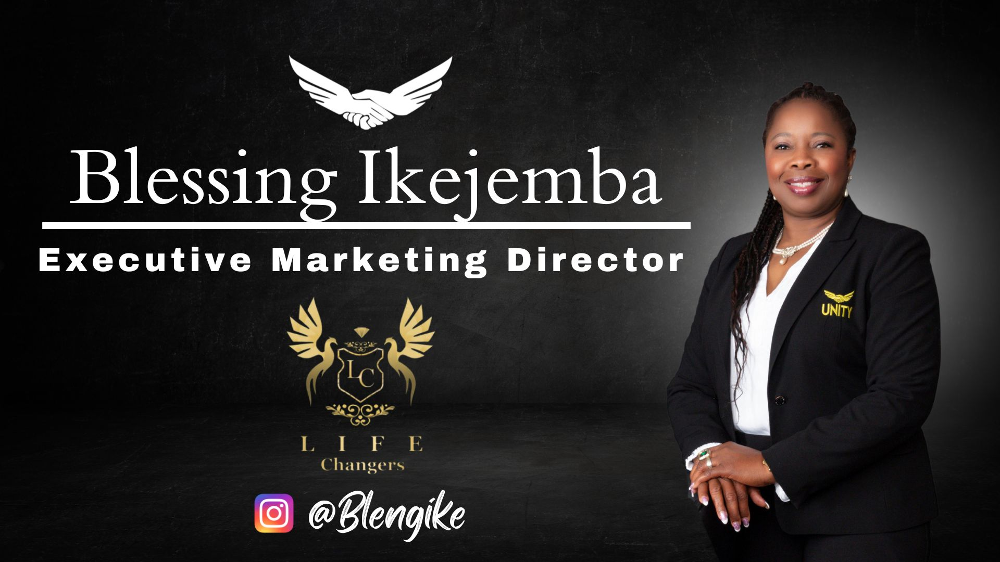 Blessing Ikejemba
Executive Marketing Director
UNITY
LC
LIFE
Changers
@Blengike